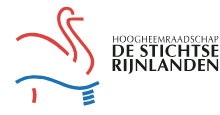 HOOGHEEMRAADSCHAP
DE STICHTSE
RIJNLANDEN